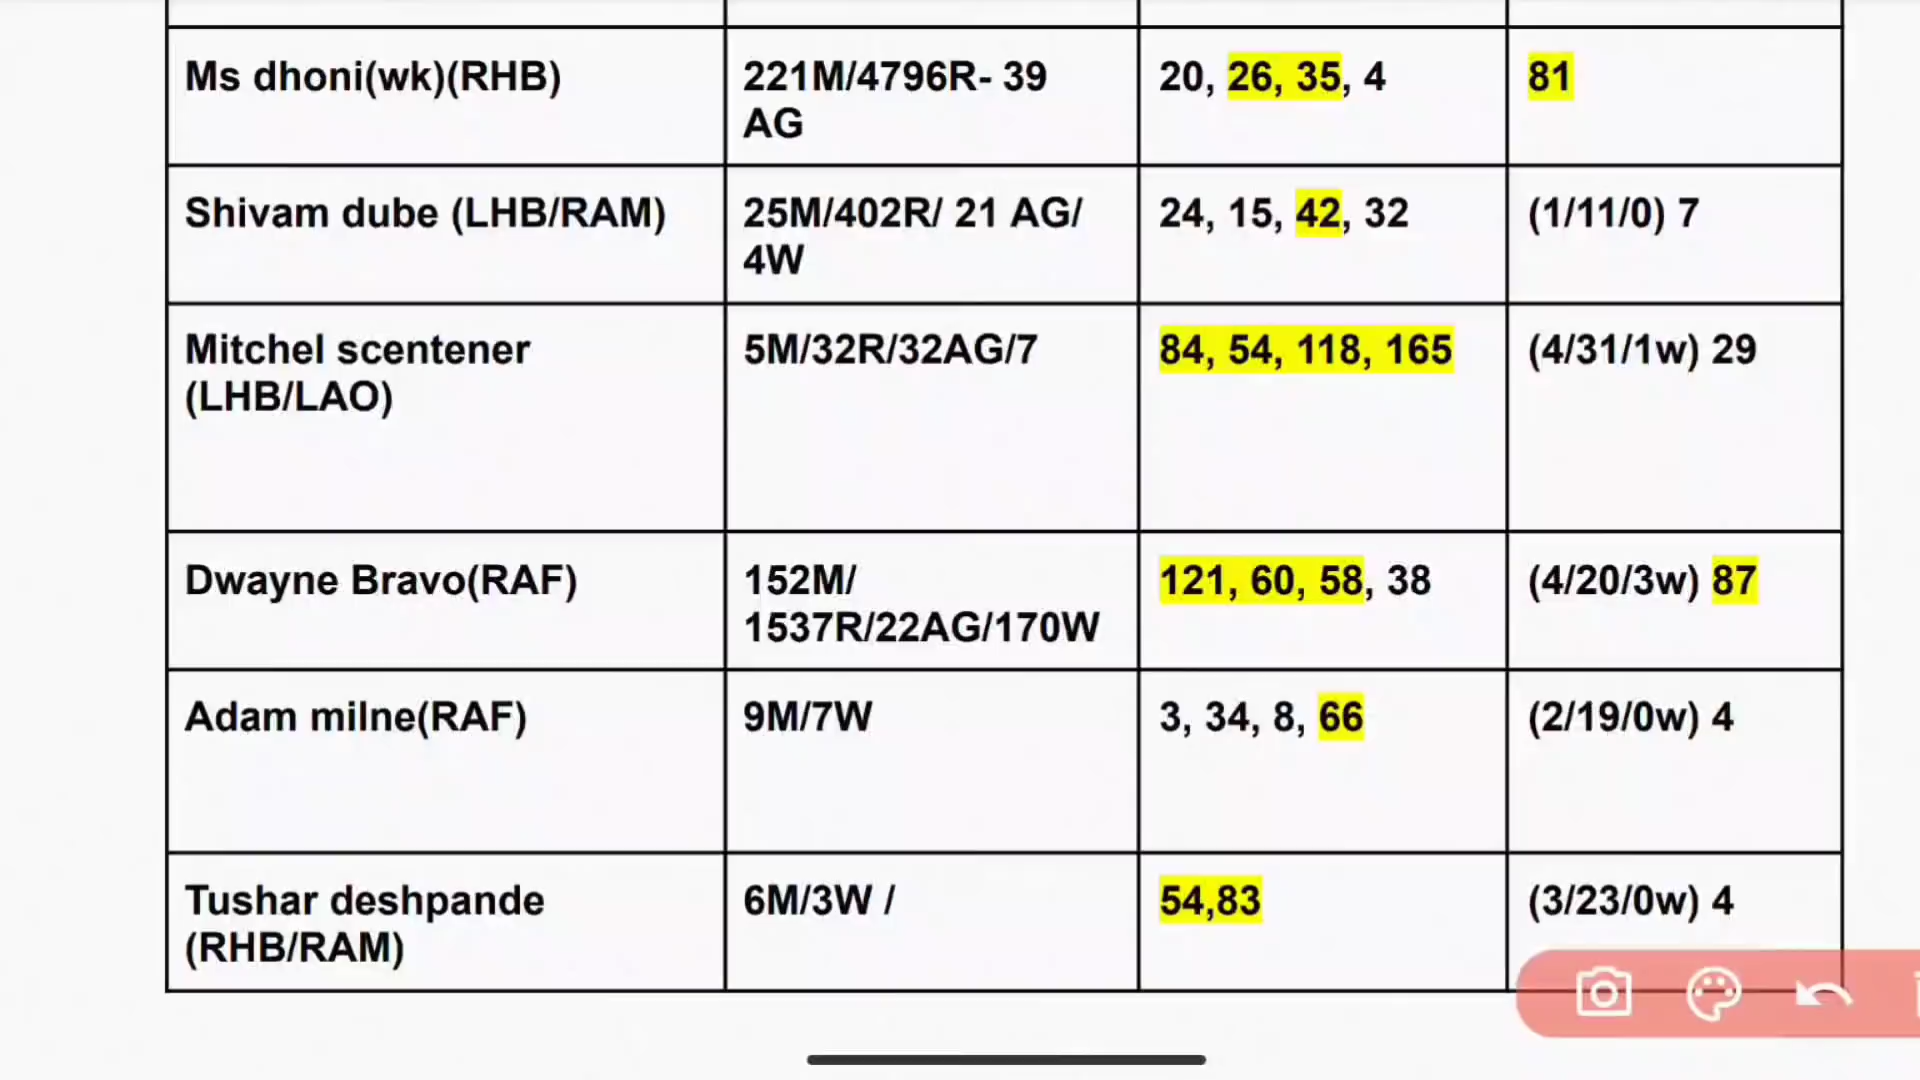 Ms dhoni(wk)(RHB)
221M/4796R- 39
AG
20, 26, 35, 4
81
Shivam dube (LHB/RAM)
25M/402R/ 21 AG/
4W
24, 15, 42, 32
(1/11/0) 7
Mitchel scentener
(LHB/LAO)
5M/32R/32AG/7
84, 54, 118, 165
(4/31/1w) 29
Dwayne Bravo(RAF)
152M/
1537R/22AG/170W
121, 60, 58, 38
(4/20/3w) 87
Adam milne(RAF)
9M/7W
3, 34, 8, 66
(2/19/0w) 4
Tushar deshpande
(RHB/RAM)
6M/3W /
54,83
(3/23/0w) 4